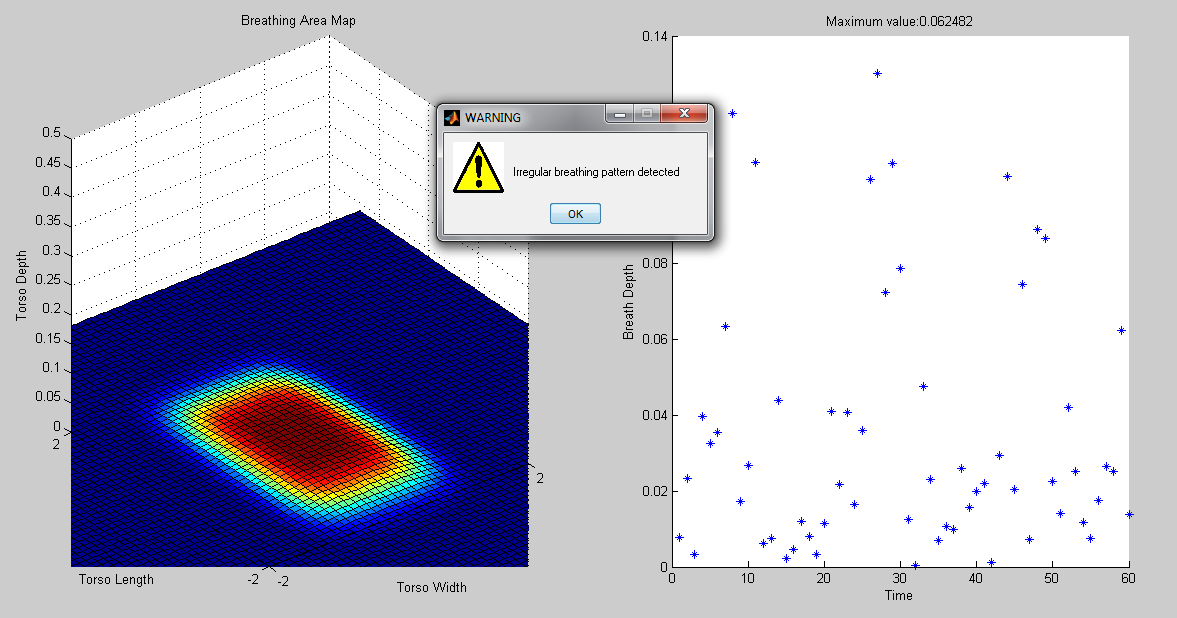 Breathing Area Map
Maximum value:0.062482
WARNING
Irregular breathing pattern detected
OK
0.5
0.45
0.4
0.35
0.3
0.25
0.2
0.15
0.1
0.05
0
2
Torso Depth
Torso Length
-2
-2
Torso Width
2
0.14
0.08
0.06
0.04
0.02
0
Breath Depth
0
10
20
30
40
50
60
Time